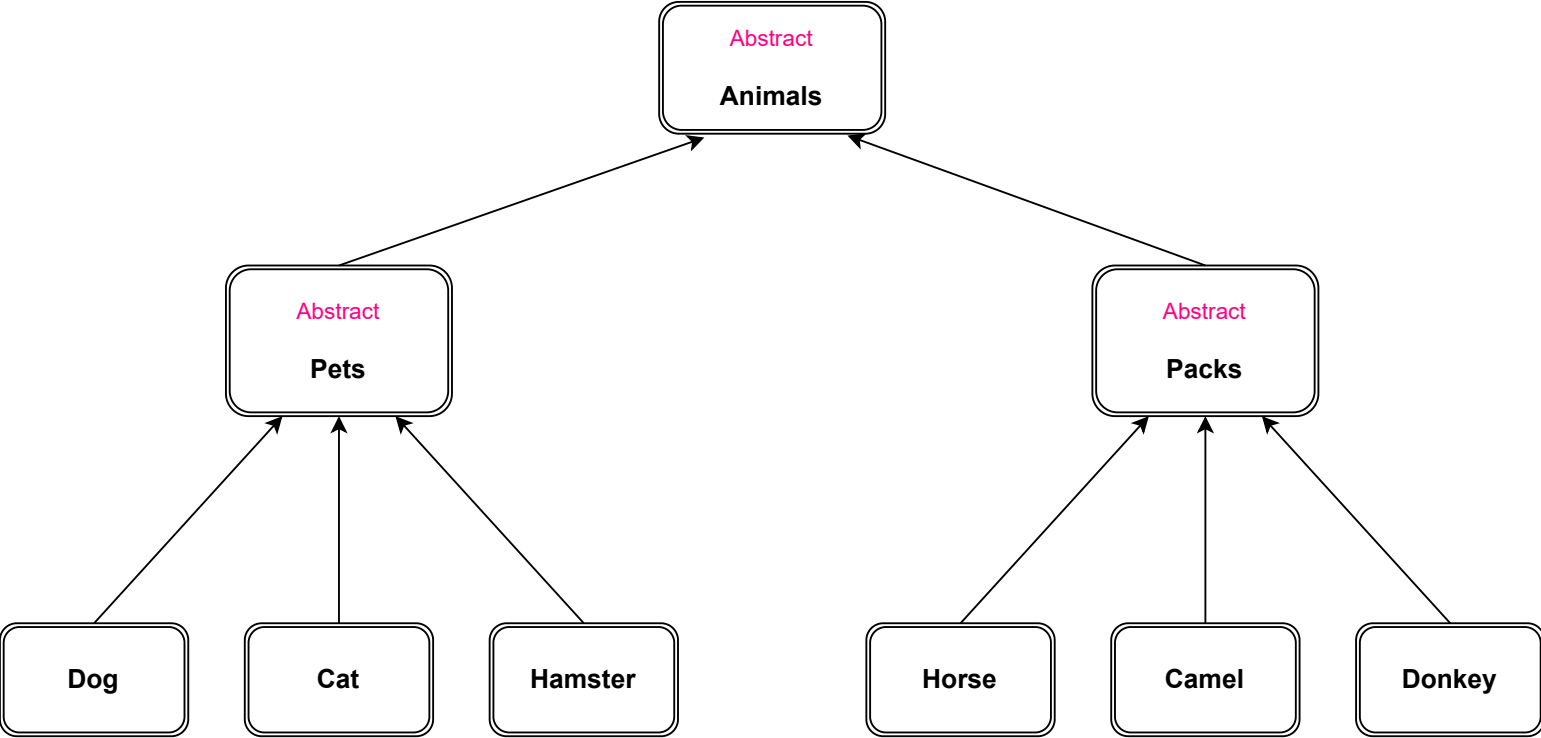 Abstract
Animals
Abstract
Pets
Abstract
Packs
Dog
Cat
Hamster
Horse
Camel
Donkey